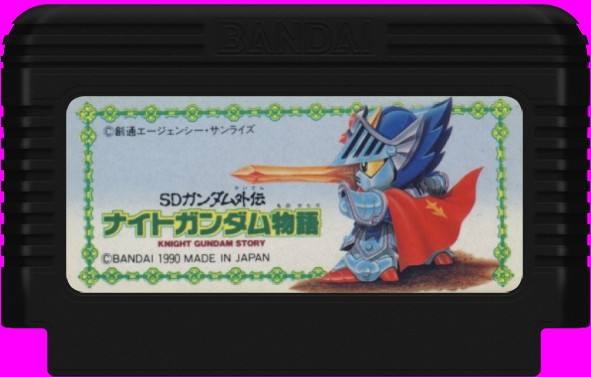 BANDAI
©創通エージェンシー・サンライズ
SDガンダム外伝
ナイトガンダム物語
KNIGHT GUNDAM STORY
©BANDAI 1990 MADE IN JAPAN